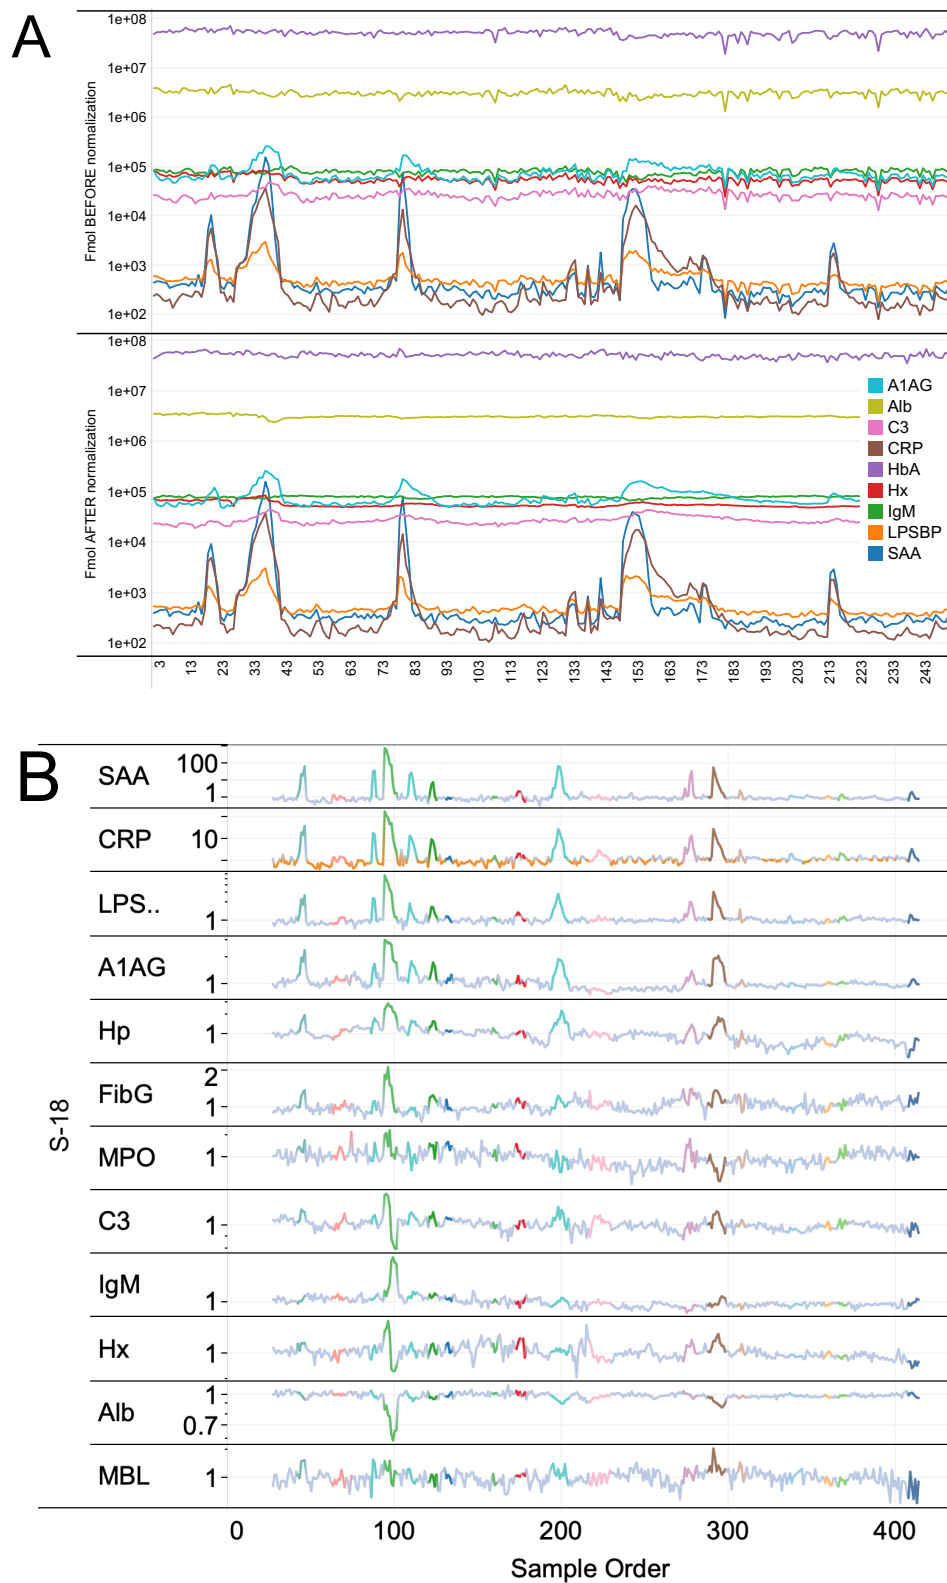 A
Fmol BEFORE normalization
1e+08
1e+07
1e+06
1e+05
1e+04
1e+03
1e+02
Fmol AFTER normalization
1e+08
1e+07
1e+06
1e+05
1e+04
1e+03
1e+02
A1AG
Alb
C3
CRP
HbA
Hx
IgM
LPSBP
SAA
3 13 23 33 43 53 63 73 83 93 103 113 123 133 143 153 163 173 183 193 203 213 223 233 243
B
S-18
SAA 100
1
CRP 10
LPS.. 1
A1AG 1
Hp 1
2
FibG 1
MPO 1
C3 1
IgM 1
Hx 1
1
Alb 0.7
MBL 1
0 100 200 300 400
Sample Order